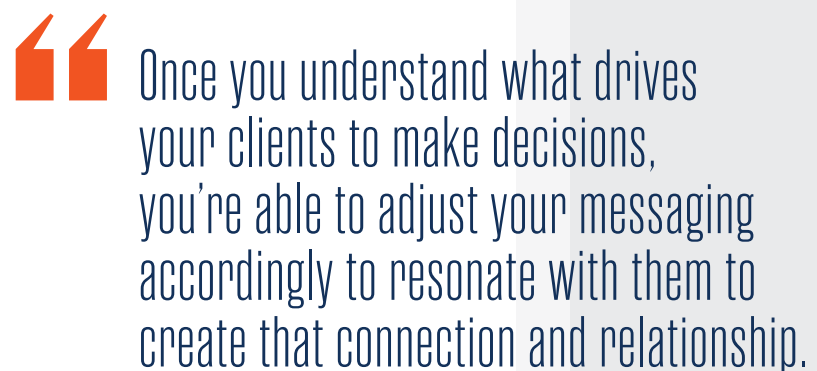 “
Once you understand what drives
your clients to make decisions,
you’re able to adjust your messaging
accordingly to resonate with them to
create that connection and relationship.